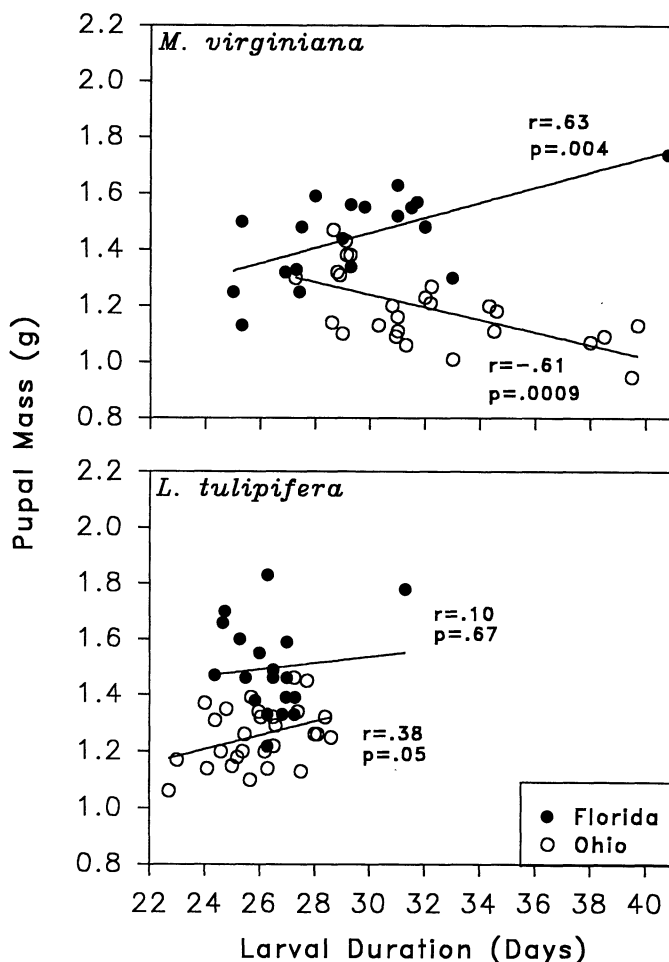 2.2
M. virginiana
2.0
1.8
r=.63
p=.004
1.6
1.4
1.2
1.0
r=-.61
p=.0009
0.8
Pupal Mass (g)
2.2
L. tulipifera
2.0
1.8
r=.10
p=.67
1.6
1.4
r=.38
p=.05
1.2
1.0
Florida
Ohio
0.8
22 24 26 28 30 32 34 36 38 40
Larval Duration (Days)